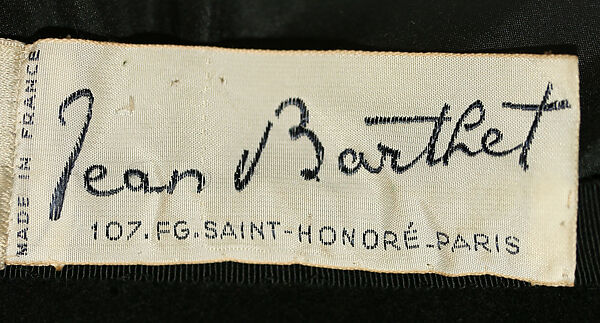 MADE IN FRANCE
Jean Barthet
107.FG.SAINT-HONORÉ-PARIS